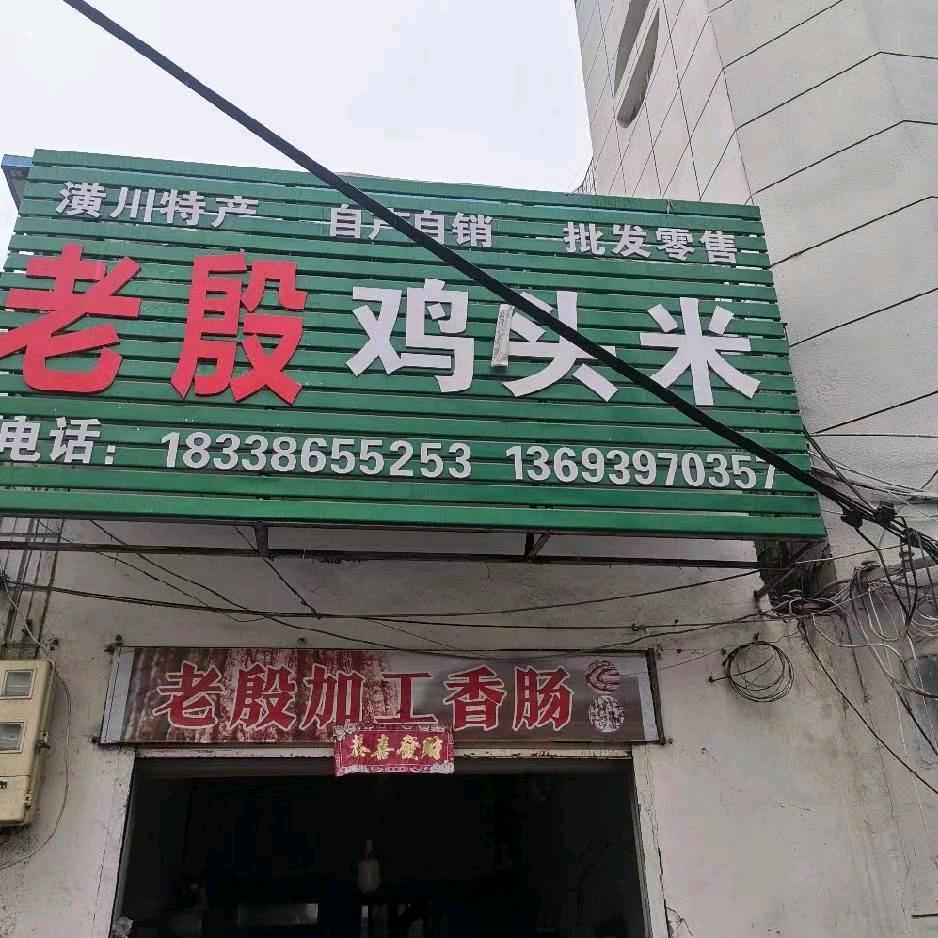 潢川特产 自产自销 批发零售
老殷鸡头米
电话：18338655253 13693970357
老殷加工香肠
恭喜發财